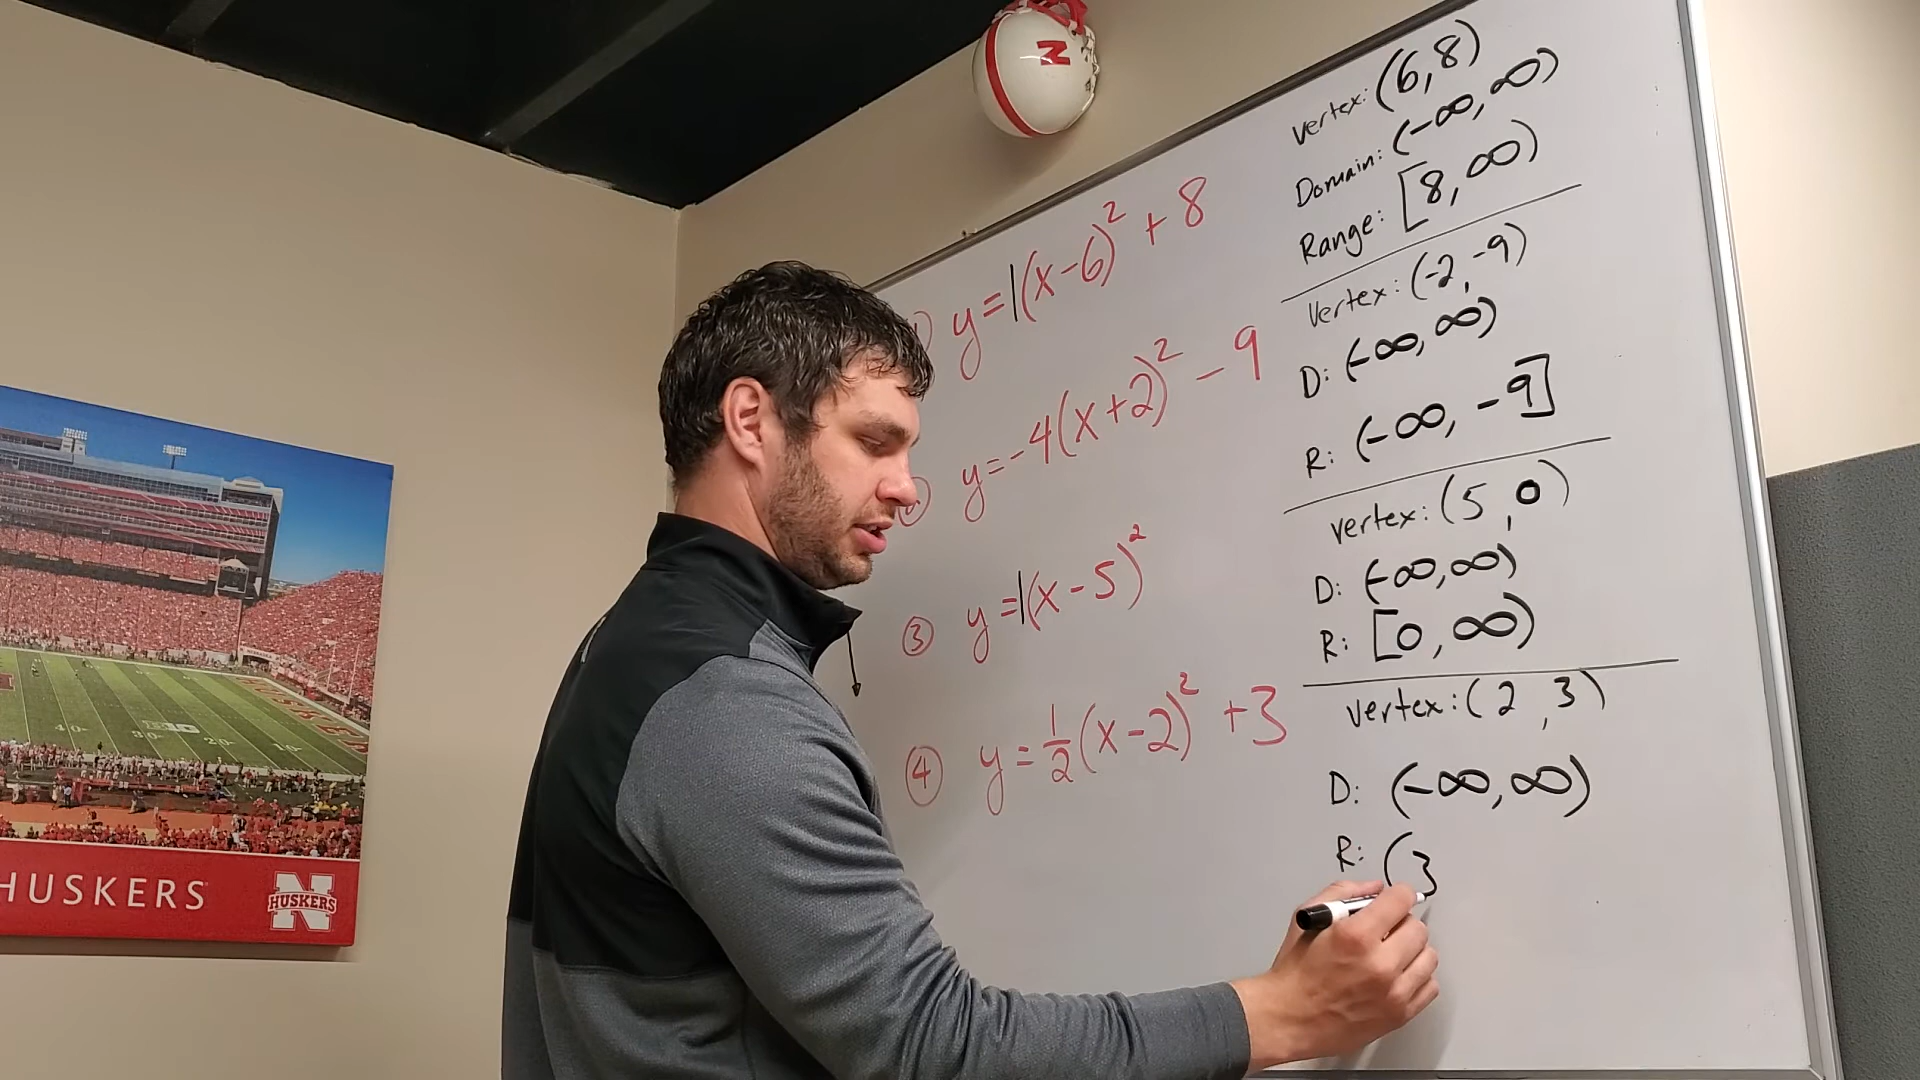 N
① y=1(x-6)² + 8
y=-4(x+2)² - 9
③ y=1(x-5)²
④ y=½(x-2)² +3
Vertex: (6,8)
Domain: (-∞,∞)
Range: [8,∞)
Vertex: (-2,-9)
D: (-∞,∞)
R: (-∞,-9]
vertex: (5,0)
D: (-∞,∞)
R: [0,∞)
vertex: (2,3)
D: (-∞,∞)
R: (3
HUSKERS
N
HUSKERS